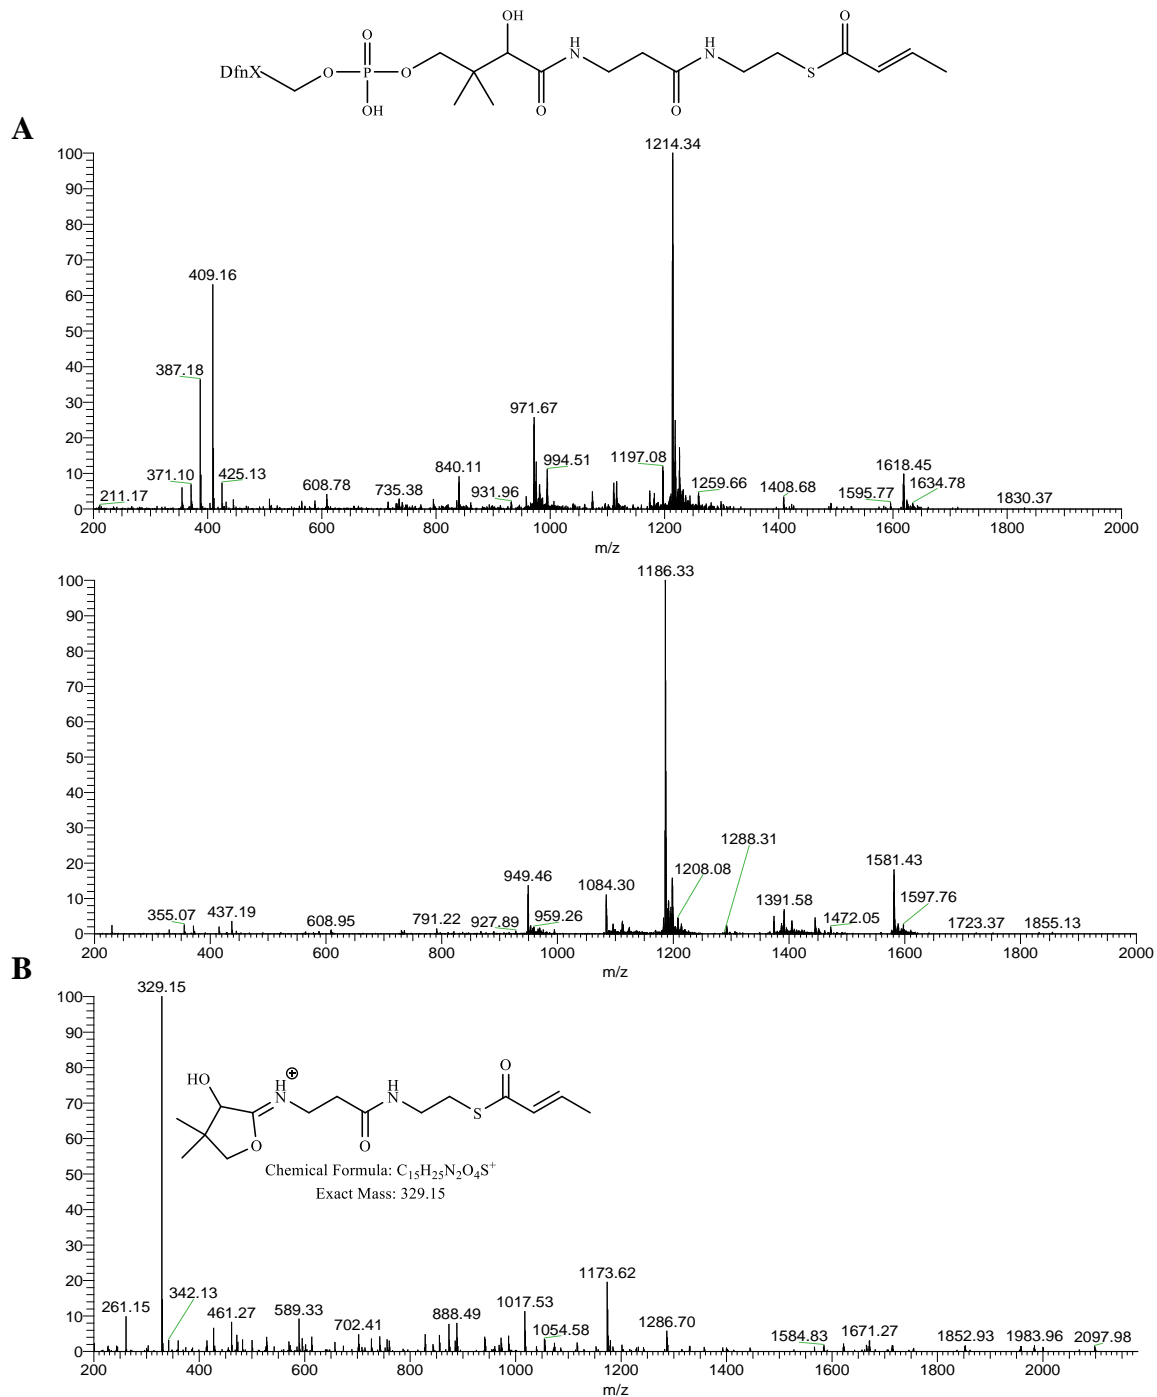 OH
O
O
H
N
H
N
DfnX
O
P
O
S
OH
O
O
A
100
90
80
70
60
50
40
30
20
10
0
1214.34
409.16
387.18
971.67
371.10
425.13
211.17
608.78
735.38
840.11
931.96
994.51
1197.08
1259.66
1408.68
1618.45
1595.77
1634.78
1830.37
200 400 600 800 1000 1200 1400 1600 1800 2000
m/z
100
90
80
70
60
50
40
30
20
10
0
1186.33
1288.31
949.46
1084.30
1208.08
1581.43
355.07
437.19
608.95
791.22
927.89
959.26
1391.58
1472.05
1597.76
1723.37
1855.13
200 400 600 800 1000 1200 1400 1600 1800 2000
m/z
B
100
90
80
70
60
50
40
30
20
10
0
329.15
HO
H
N
⊕
H
N
O
S
O
O
Chemical Formula: C₁₅H₂₅N₂O₄S⁺
Exact Mass: 329.15
261.15
342.13
461.27
589.33
702.41
888.49
1017.53
1054.58
1173.62
1286.70
1584.83
1671.27
1852.93
1983.96
2097.98
200 400 600 800 1000 1200 1400 1600 1800 2000
m/z